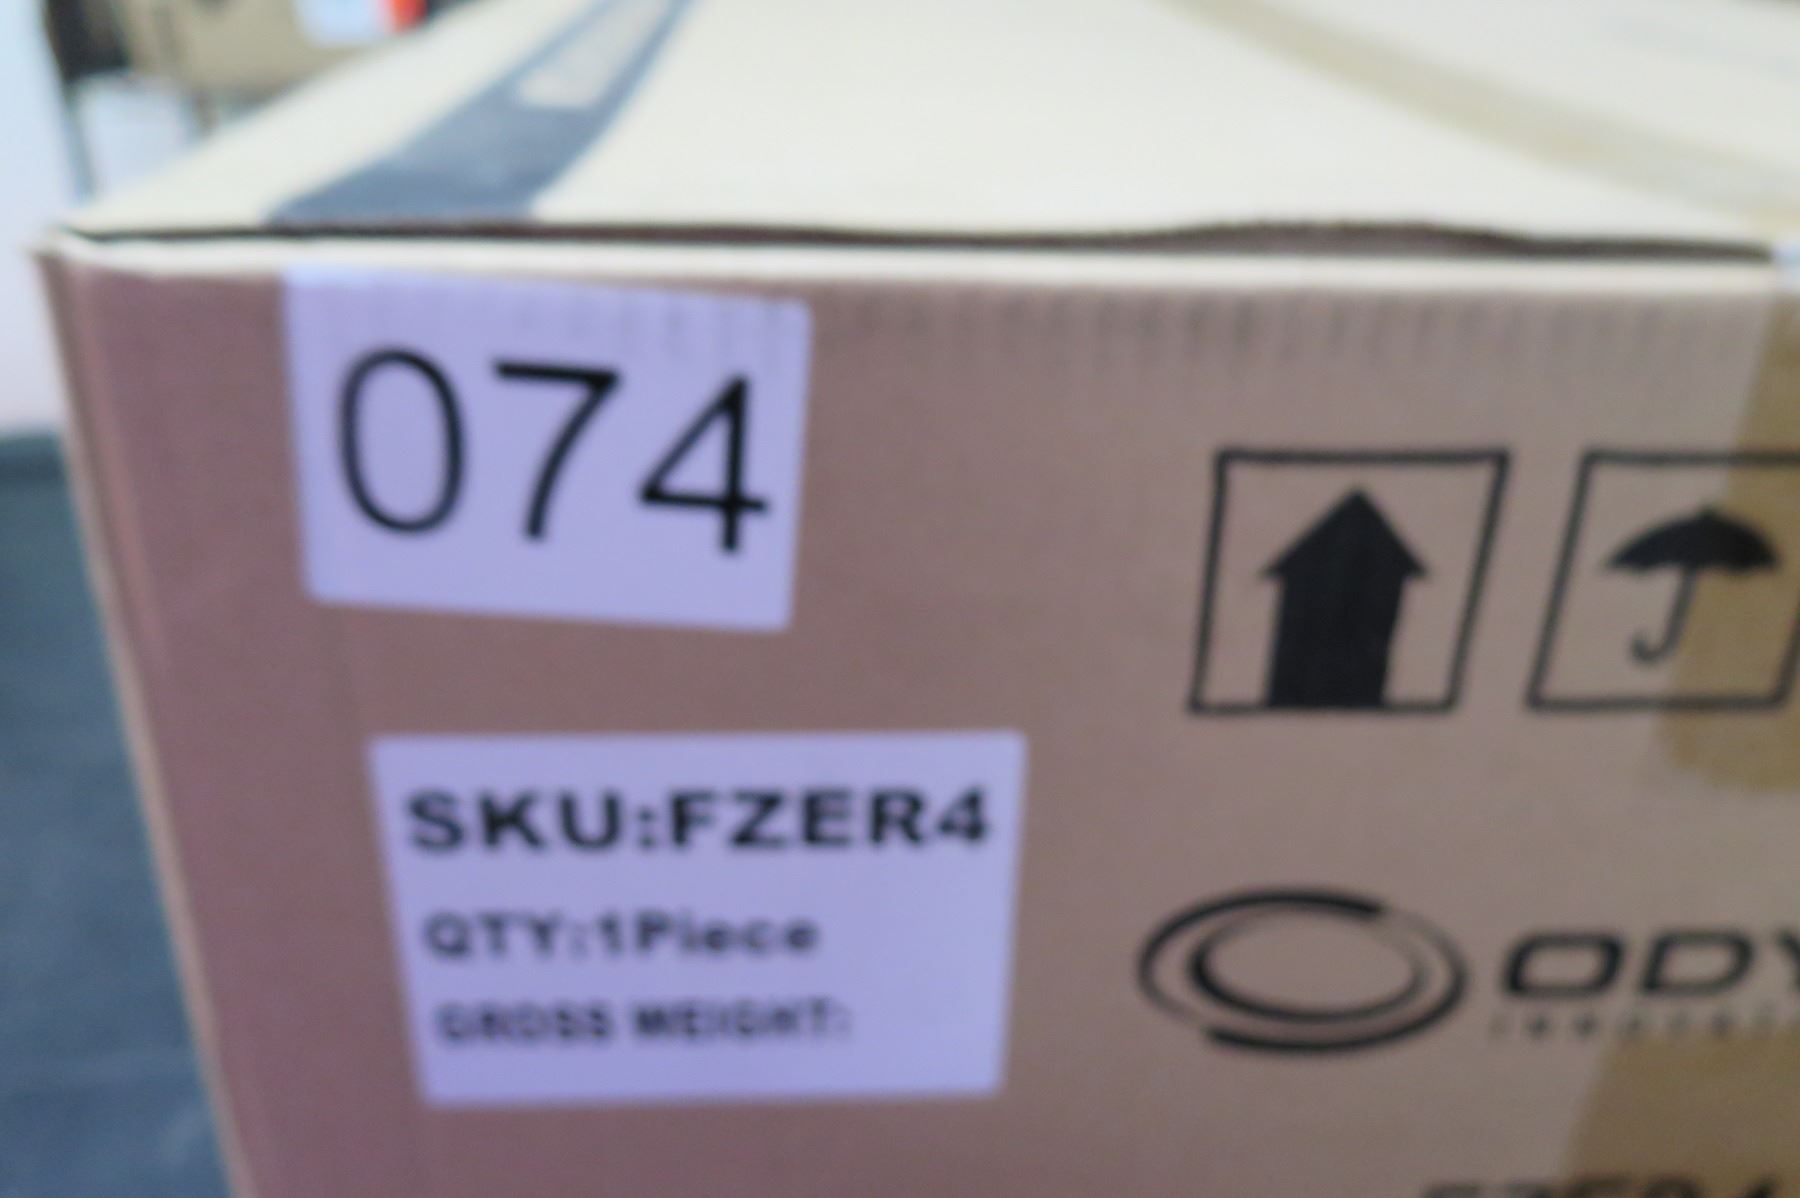 074
SKU:FZER4
QTY:1Piece
GROSS WEIGHT:
ODY